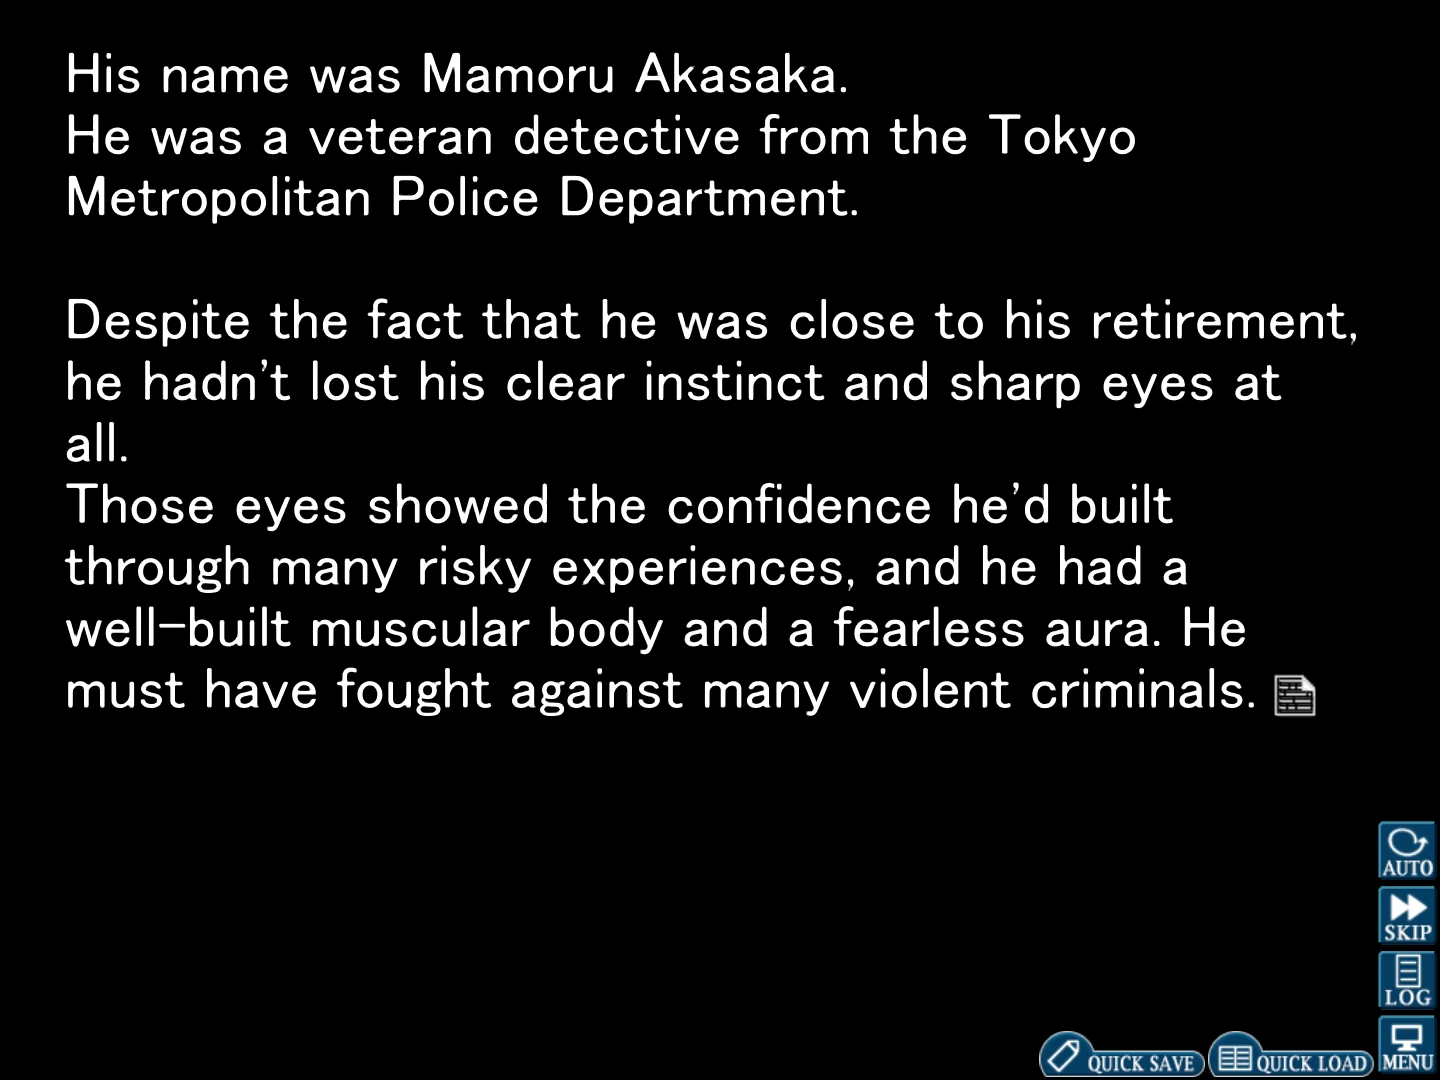 His name was Mamoru Akasaka.
He was a veteran detective from the Tokyo
Metropolitan Police Department.
Despite the fact that he was close to his retirement,
he hadn't lost his clear instinct and sharp eyes at
all.
Those eyes showed the confidence he'd built
through many risky experiences, and he had a
well-built muscular body and a fearless aura. He
must have fought against many violent criminals.
AUTO
SKIP
LOG
QUICK SAVE
QUICK LOAD
MENU